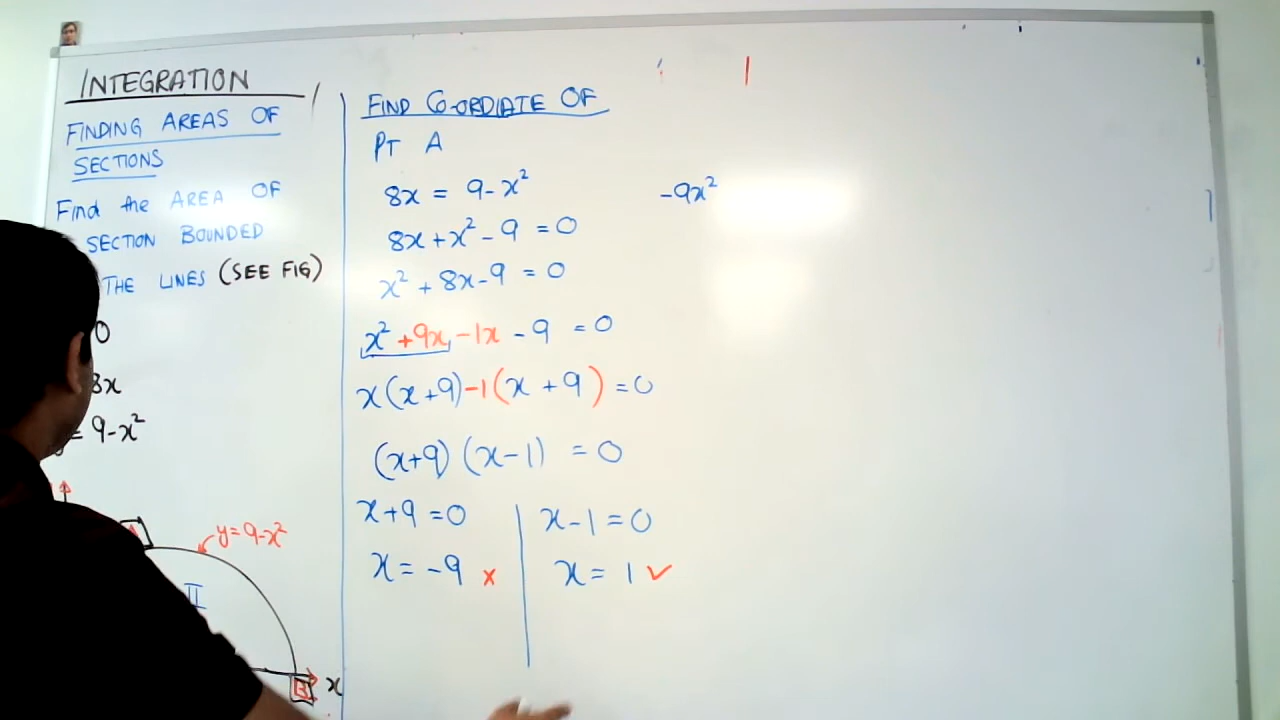 INTEGRATION
FINDING AREAS OF
SECTIONS
Find the AREA OF
SECTION BOUNDED
THE LINES (SEE FIG)
0
8x
= 9-x²
y=9-x²
II
B
x
FIND CO-ORDIATE OF
PT A
8x = 9-x²
-9x²
8x+x²-9 =0
x² + 8x-9 =0
x² +9x -1x -9 =0
x(x+9)-1(x+9)=0
(x+9)(x-1) =0
x+9=0
x-1=0
x= -9 x
x= 1 ✓